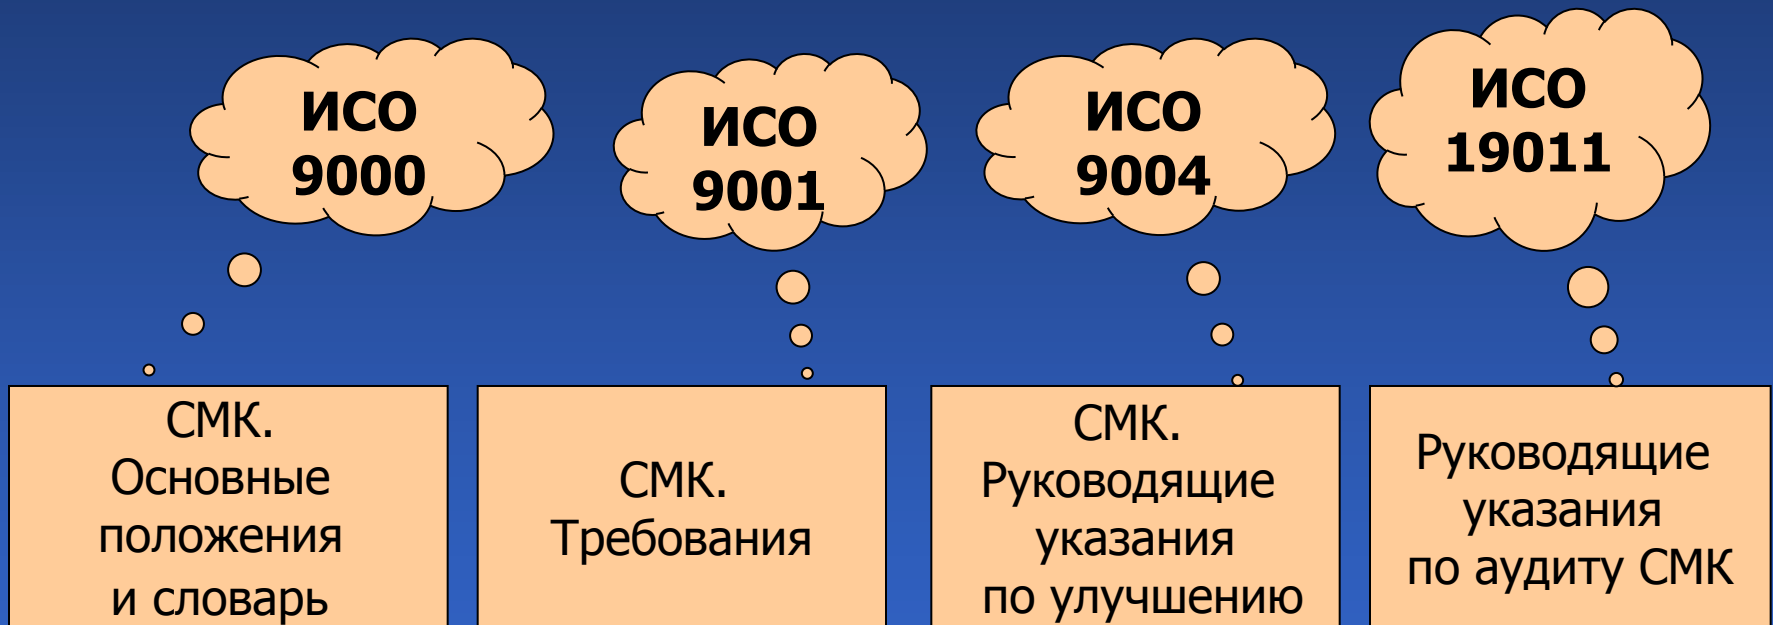 ИСО
9000
ИСО
9001
ИСО
9004
ИСО
19011
СМК.
Основные
положения
и словарь
СМК.
Требования
СМК.
Руководящие
указания
по улучшению
Руководящие
указания
по аудиту СМК